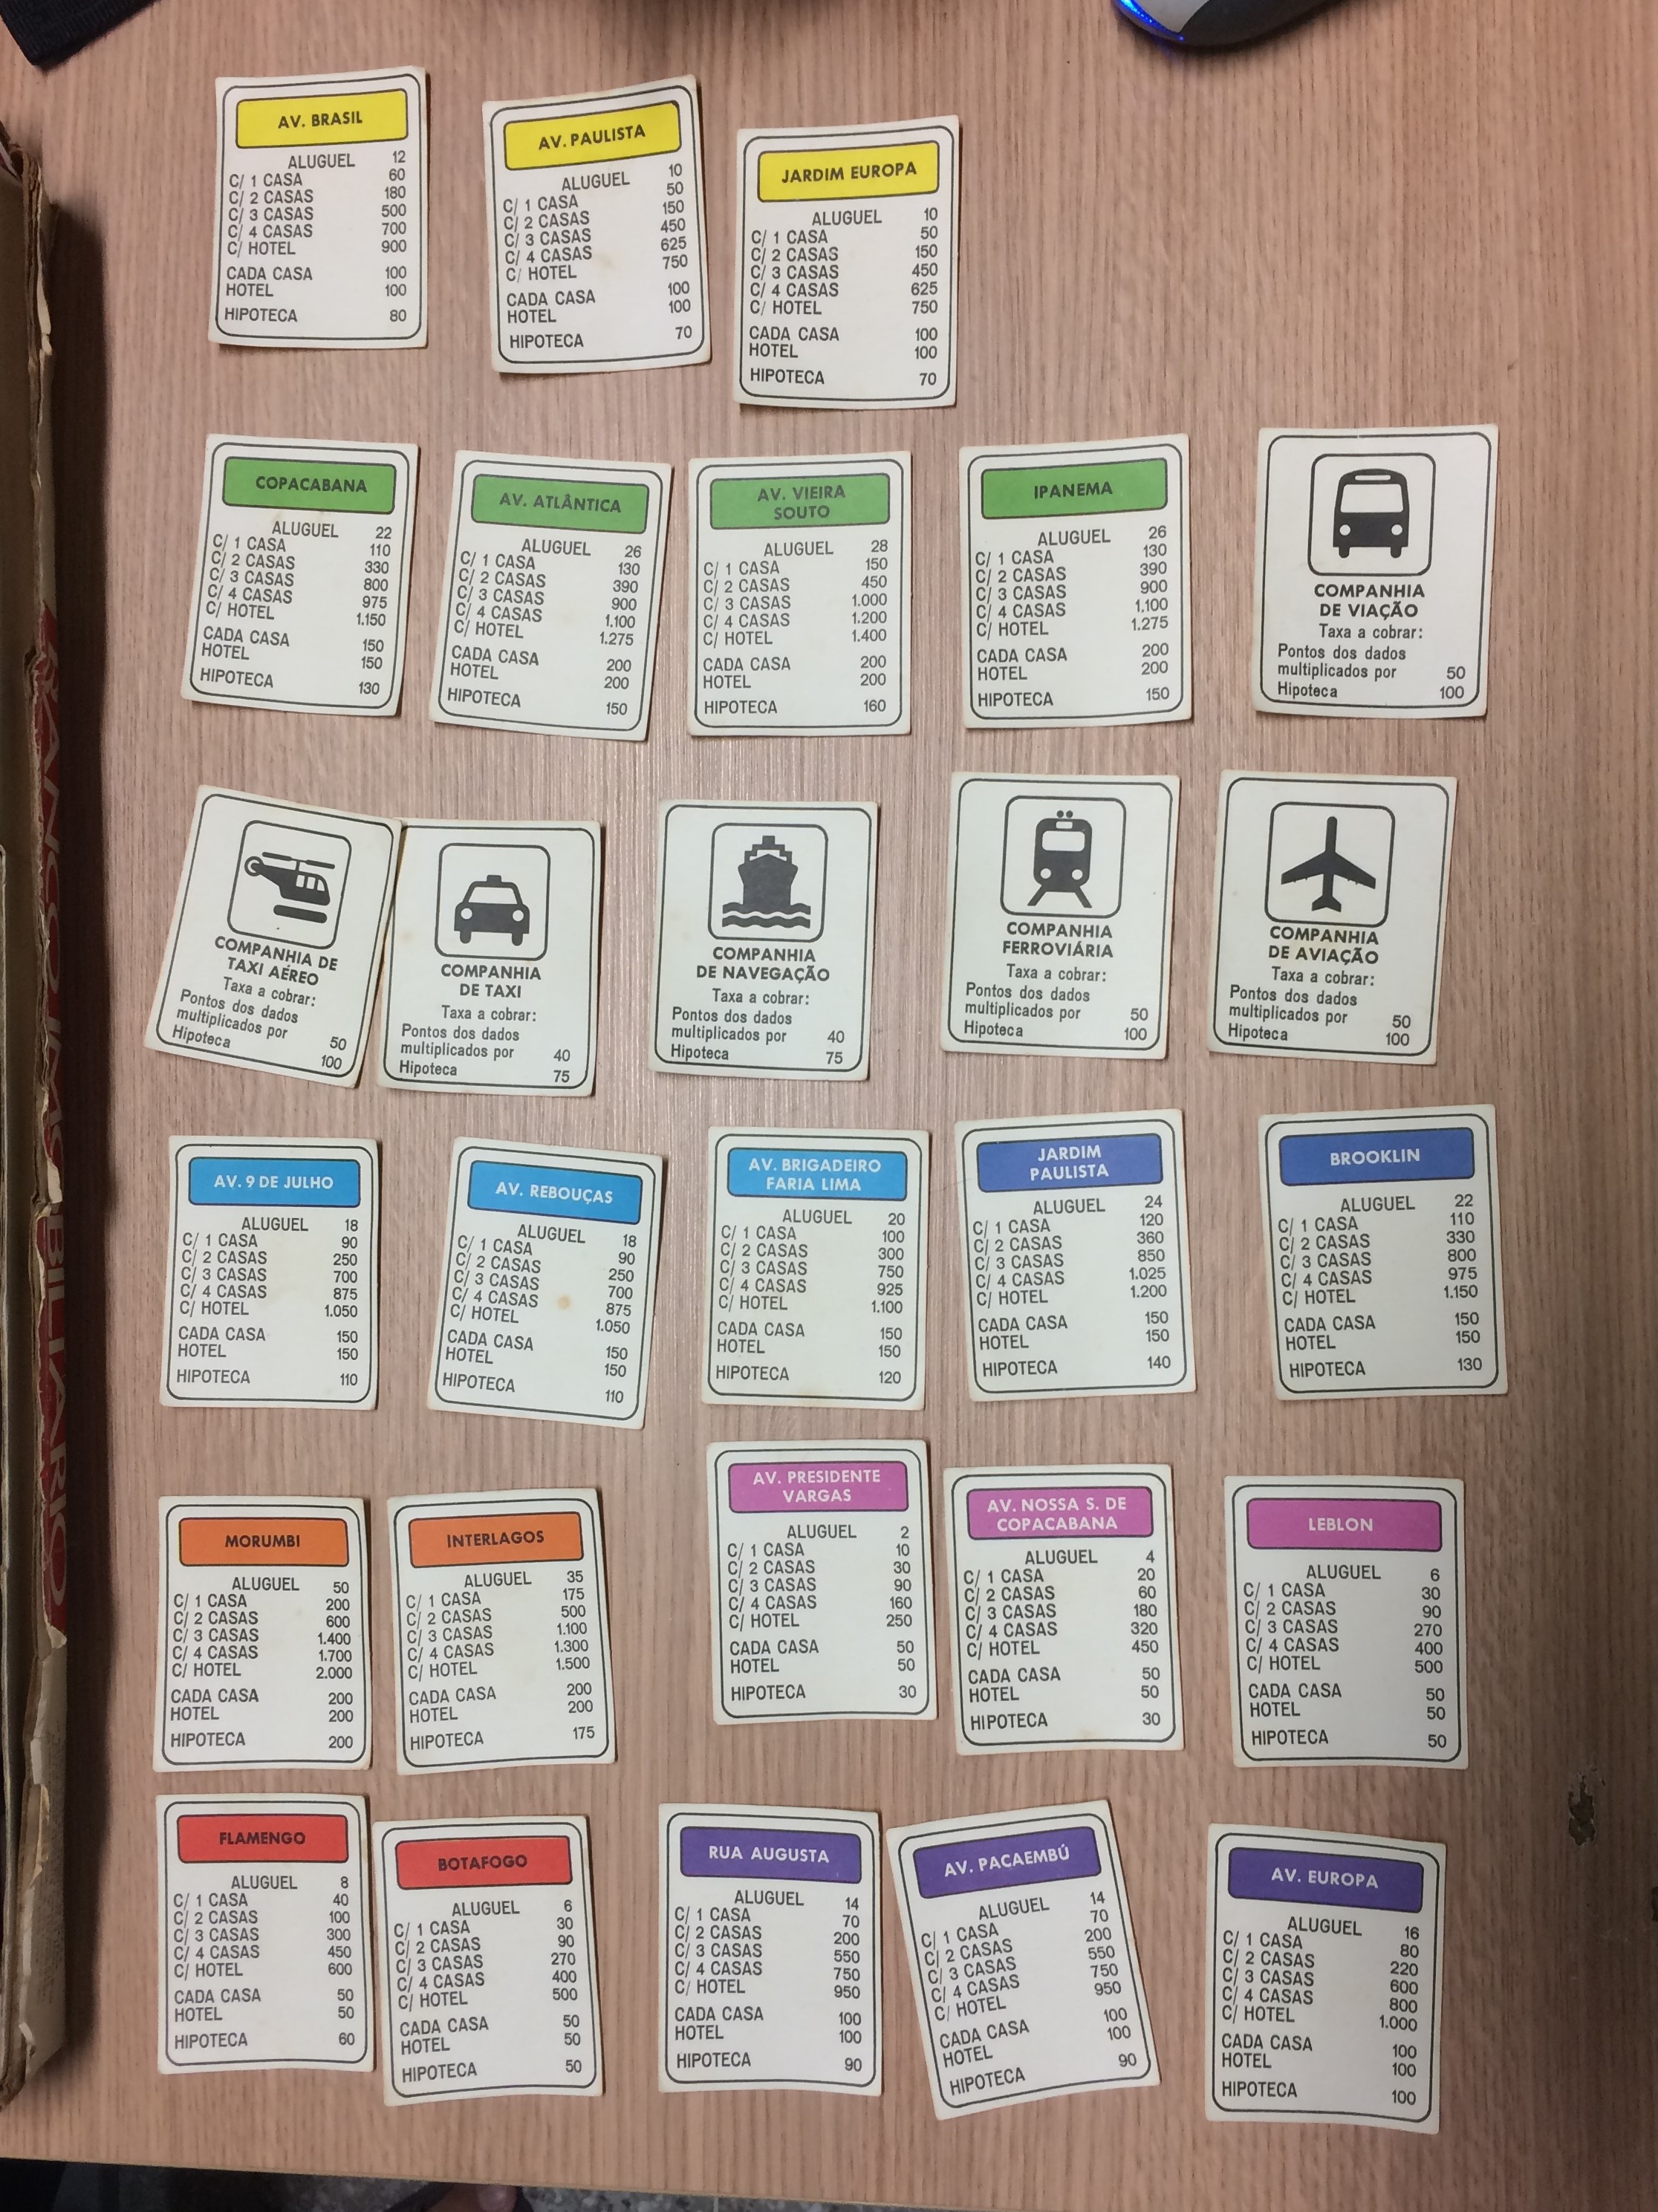 AV. BRASIL
ALUGUEL 12
C/ 1 CASA 60
C/ 2 CASAS 180
C/ 3 CASAS 500
C/ 4 CASAS 700
C/ HOTEL 900
CADA CASA 100
HOTEL 100
HIPOTECA 80
AV. PAULISTA
ALUGUEL 10
C/ 1 CASA 50
C/ 2 CASAS 150
C/ 3 CASAS 450
C/ 4 CASAS 625
C/ HOTEL 750
CADA CASA 100
HOTEL 100
HIPOTECA 70
JARDIM EUROPA
ALUGUEL 10
C/ 1 CASA 50
C/ 2 CASAS 150
C/ 3 CASAS 450
C/ 4 CASAS 625
C/ HOTEL 750
CADA CASA 100
HOTEL 100
HIPOTECA 70
COPACABANA
ALUGUEL 22
C/ 1 CASA 110
C/ 2 CASAS 330
C/ 3 CASAS 800
C/ 4 CASAS 975
C/ HOTEL 1.150
CADA CASA 150
HOTEL 150
HIPOTECA 130
AV. ATLÂNTICA
ALUGUEL 26
C/ 1 CASA 130
C/ 2 CASAS 390
C/ 3 CASAS 900
C/ 4 CASAS 1.100
C/ HOTEL 1.275
CADA CASA 200
HOTEL 200
HIPOTECA 150
AV. VIEIRA
SOUTO
ALUGUEL 28
C/ 1 CASA 150
C/ 2 CASAS 450
C/ 3 CASAS 1.000
C/ 4 CASAS 1.200
C/ HOTEL 1.400
CADA CASA 200
HOTEL 200
HIPOTECA 160
IPANEMA
ALUGUEL 26
C/ 1 CASA 130
C/ 2 CASAS 390
C/ 3 CASAS 900
C/ 4 CASAS 1.100
C/ HOTEL 1.275
CADA CASA 200
HOTEL 200
HIPOTECA 150
COMPANHIA
DE VIAÇÃO
Taxa a cobrar:
Pontos dos dados
multiplicados por 50
Hipoteca 100
COMPANHIA DE
TAXI AÉREO
Taxa a cobrar:
Pontos dos dados
multiplicados por 50
Hipoteca 100
COMPANHIA
DE TAXI
Taxa a cobrar:
Pontos dos dados
multiplicados por 40
Hipoteca 75
COMPANHIA
DE NAVEGAÇÃO
Taxa a cobrar:
Pontos dos dados
multiplicados por 40
Hipoteca 75
COMPANHIA
FERROVIÁRIA
Taxa a cobrar:
Pontos dos dados
multiplicados por 50
Hipoteca 100
COMPANHIA
DE AVIAÇÃO
Taxa a cobrar:
Pontos dos dados
multiplicados por 50
Hipoteca 100
AV. 9 DE JULHO
ALUGUEL 18
C/ 1 CASA 90
C/ 2 CASAS 250
C/ 3 CASAS 700
C/ 4 CASAS 875
C/ HOTEL 1.050
CADA CASA 150
HOTEL 150
HIPOTECA 110
AV. REBOUÇAS
ALUGUEL 18
C/ 1 CASA 90
C/ 2 CASAS 250
C/ 3 CASAS 700
C/ 4 CASAS 875
C/ HOTEL 1.050
CADA CASA 150
HOTEL 150
HIPOTECA 110
AV. BRIGADEIRO
FARIA LIMA
ALUGUEL 20
C/ 1 CASA 100
C/ 2 CASAS 300
C/ 3 CASAS 750
C/ 4 CASAS 925
C/ HOTEL 1.100
CADA CASA 150
HOTEL 150
HIPOTECA 120
JARDIM
PAULISTA
ALUGUEL 24
C/ 1 CASA 120
C/ 2 CASAS 360
C/ 3 CASAS 850
C/ 4 CASAS 1.025
C/ HOTEL 1.200
CADA CASA 150
HOTEL 150
HIPOTECA 140
BROOKLIN
ALUGUEL 22
C/ 1 CASA 110
C/ 2 CASAS 330
C/ 3 CASAS 800
C/ 4 CASAS 975
C/ HOTEL 1.150
CADA CASA 150
HOTEL 150
HIPOTECA 130
MORUMBI
ALUGUEL 50
C/ 1 CASA 200
C/ 2 CASAS 600
C/ 3 CASAS 1.400
C/ 4 CASAS 1.700
C/ HOTEL 2.000
CADA CASA 200
HOTEL 200
HIPOTECA 200
INTERLAGOS
ALUGUEL 35
C/ 1 CASA 175
C/ 2 CASAS 500
C/ 3 CASAS 1.100
C/ 4 CASAS 1.300
C/ HOTEL 1.500
CADA CASA 200
HOTEL 200
HIPOTECA 175
AV. PRESIDENTE
VARGAS
ALUGUEL 2
C/ 1 CASA 10
C/ 2 CASAS 30
C/ 3 CASAS 90
C/ 4 CASAS 160
C/ HOTEL 250
CADA CASA 50
HOTEL 50
HIPOTECA 30
AV. NOSSA S. DE
COPACABANA
ALUGUEL 4
C/ 1 CASA 20
C/ 2 CASAS 60
C/ 3 CASAS 180
C/ 4 CASAS 320
C/ HOTEL 450
CADA CASA 50
HOTEL 50
HIPOTECA 30
LEBLON
ALUGUEL 6
C/ 1 CASA 30
C/ 2 CASAS 90
C/ 3 CASAS 270
C/ 4 CASAS 400
C/ HOTEL 500
CADA CASA 50
HOTEL 50
HIPOTECA 50
FLAMENGO
ALUGUEL 8
C/ 1 CASA 40
C/ 2 CASAS 100
C/ 3 CASAS 300
C/ 4 CASAS 450
C/ HOTEL 600
CADA CASA 50
HOTEL 50
HIPOTECA 60
BOTAFOGO
ALUGUEL 6
C/ 1 CASA 30
C/ 2 CASAS 90
C/ 3 CASAS 270
C/ 4 CASAS 400
C/ HOTEL 500
CADA CASA 50
HOTEL 50
HIPOTECA 50
RUA AUGUSTA
ALUGUEL 14
C/ 1 CASA 70
C/ 2 CASAS 200
C/ 3 CASAS 550
C/ 4 CASAS 750
C/ HOTEL 950
CADA CASA 100
HOTEL 100
HIPOTECA 90
AV. PACAEMBÚ
ALUGUEL 14
C/ 1 CASA 70
C/ 2 CASAS 200
C/ 3 CASAS 550
C/ 4 CASAS 750
C/ HOTEL 950
CADA CASA 100
HOTEL 100
HIPOTECA 90
AV. EUROPA
ALUGUEL 16
C/ 1 CASA 80
C/ 2 CASAS 220
C/ 3 CASAS 600
C/ 4 CASAS 800
C/ HOTEL 1.000
CADA CASA 100
HOTEL 100
HIPOTECA 100